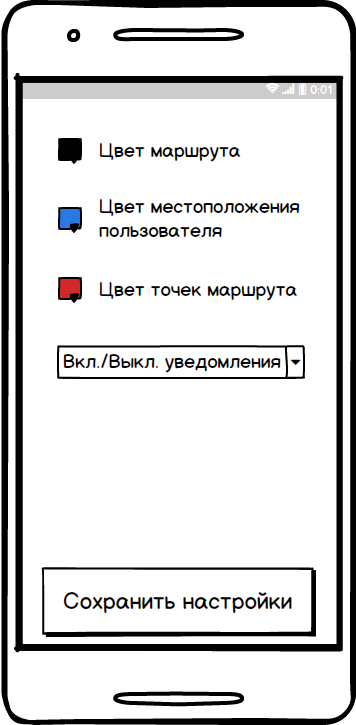 0:01
Цвет маршрута
Цвет местоположения
пользователя
Цвет точек маршрута
Вкл./Выкл. уведомления
Сохранить настройки